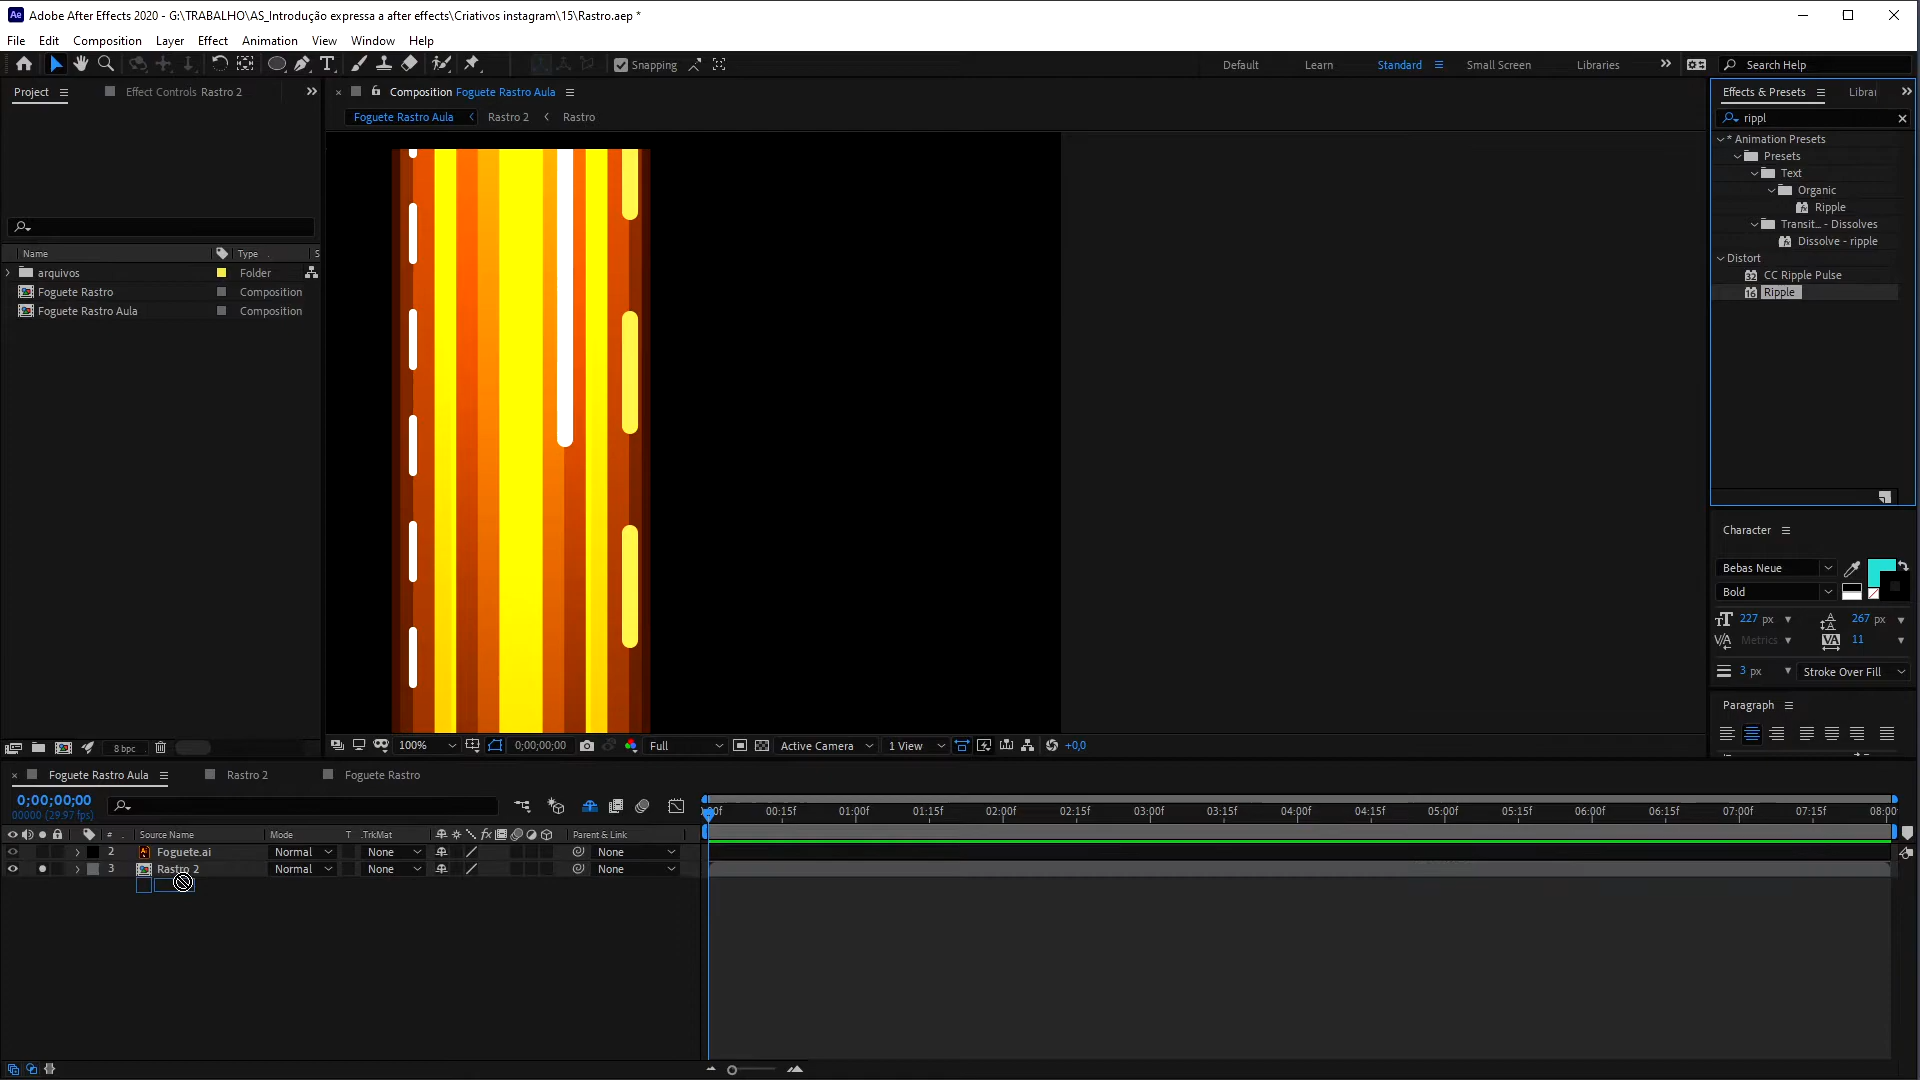 Adobe After Effects 2020 - G:\TRABALHO\AS_Introdução expressa a after effects\Criativos instagram\15\Rastro.aep *
File Edit Composition Layer Effect Animation View Window Help
Snapping Default Learn Standard Small Screen Libraries Search Help
Project Effect Controls Rastro 2
Composition Foguete Rastro Aula
Effects & Presets Librar
Foguete Rastro Aula Rastro 2 Rastro
rippl
* Animation Presets
Presets
Text
Organic
Ripple
Transit... - Dissolves
Dissolve - ripple
Distort
CC Ripple Pulse
Ripple
Name Type S
arquivos Folder
Foguete Rastro Composition
Foguete Rastro Aula Composition
Character
Bebas Neue
Bold
227 px 267 px
Metrics 11
3 px Stroke Over Fill
Paragraph
8 bpc
100% 0;00;00;00 Full Active Camera 1 View +0,0
Foguete Rastro Aula Rastro 2 Foguete Rastro
0;00;00;00
00000 (29.97 fps)
:00f 00:15f 01:00f 01:15f 02:00f 02:15f 03:00f 03:15f 04:00f 04:15f 05:00f 05:15f 06:00f 06:15f 07:00f 07:15f 08:00f
# Source Name Mode T .TrkMat fx Parent & Link
2 Foguete.ai Normal None None
3 Rastro 2 Normal None None